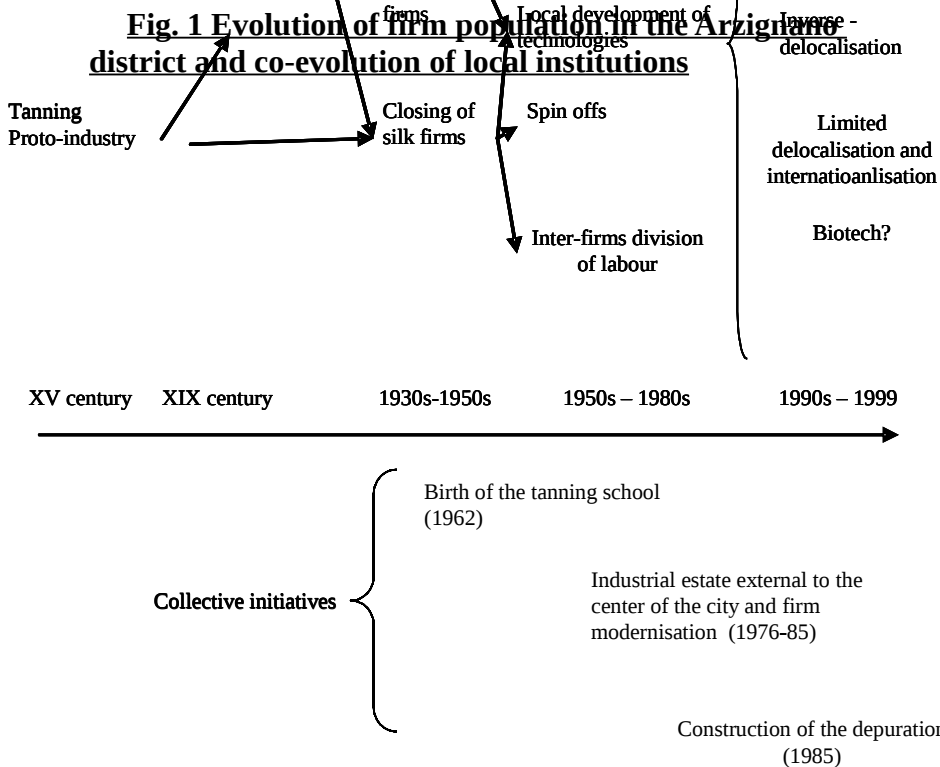 firms
Fig. 1 Evolution of firm population in the Arzignano
district and co-evolution of local institutions
Local development of
technologies
Inverse -
delocalisation
Tanning
Proto-industry
Closing of
silk firms
Spin offs
Limited
delocalisation and
internatioanlisation
Biotech?
Inter-firms division
of labour
XV century XIX century 1930s-1950s 1950s – 1980s 1990s – 1999
Birth of the tanning school
(1962)
Collective initiatives
Industrial estate external to the
center of the city and firm
modernisation (1976-85)
Construction of the depuration
(1985)